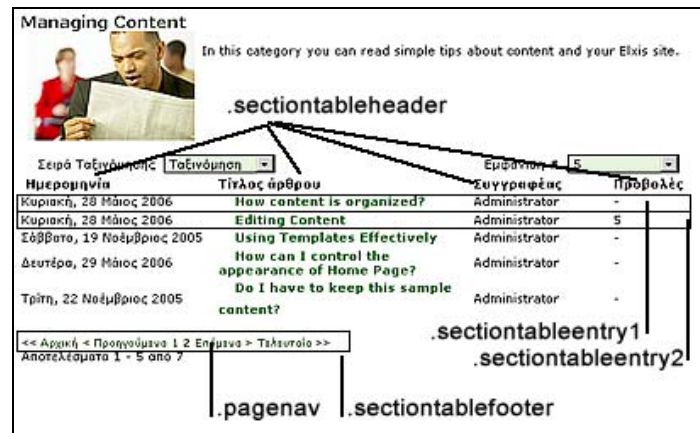 Managing Content
In this category you can read simple tips about content and your Elxis site.
.sectiontableheader
Σειρά Ταξινόμησης Ταξινόμηση Εμφάνιση # 5
Ημερομηνία Τίτλος άρθρου Συγγραφέας Προβολές
Κυριακή, 28 Μάιος 2006 How content is organized? Administrator -
Κυριακή, 28 Μάιος 2006 Editing Content Administrator 5
Σάββατο, 19 Νοέμβριος 2005 Using Templates Effectively Administrator -
Δευτέρα, 29 Μάιος 2006 How can I control the appearance of Home Page? Administrator -
Τρίτη, 22 Νοέμβριος 2005 Do I have to keep this sample content? Administrator -
.sectiontableentry1
<< Αρχική < Προηγούμενα 1 2 Επόμενα > Τελευταίο >>
.sectiontableentry2
Αποτελέσματα 1 - 5 από 7
.pagenav .sectiontablefooter